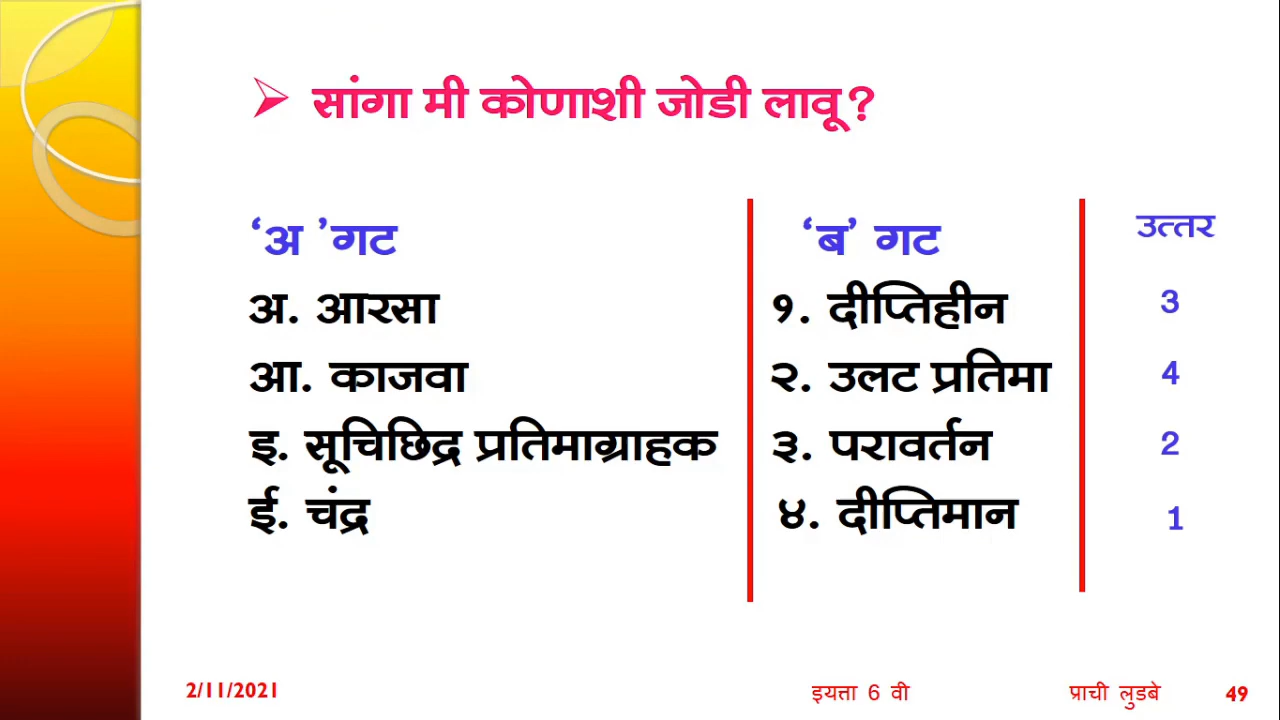 सांगा मी कोणाशी जोडी लावू?
‘अ ’गट ‘ब’ गट उत्तर
अ. आरसा १. दीप्तिहीन 3
आ. काजवा २. उलट प्रतिमा 4
इ. सूचिछिद्र प्रतिमाग्राहक ३. परावर्तन 2
ई. चंद्र ४. दीप्तिमान 1
2/11/2021 इयत्ता 6 वी प्राची लुडबे 49